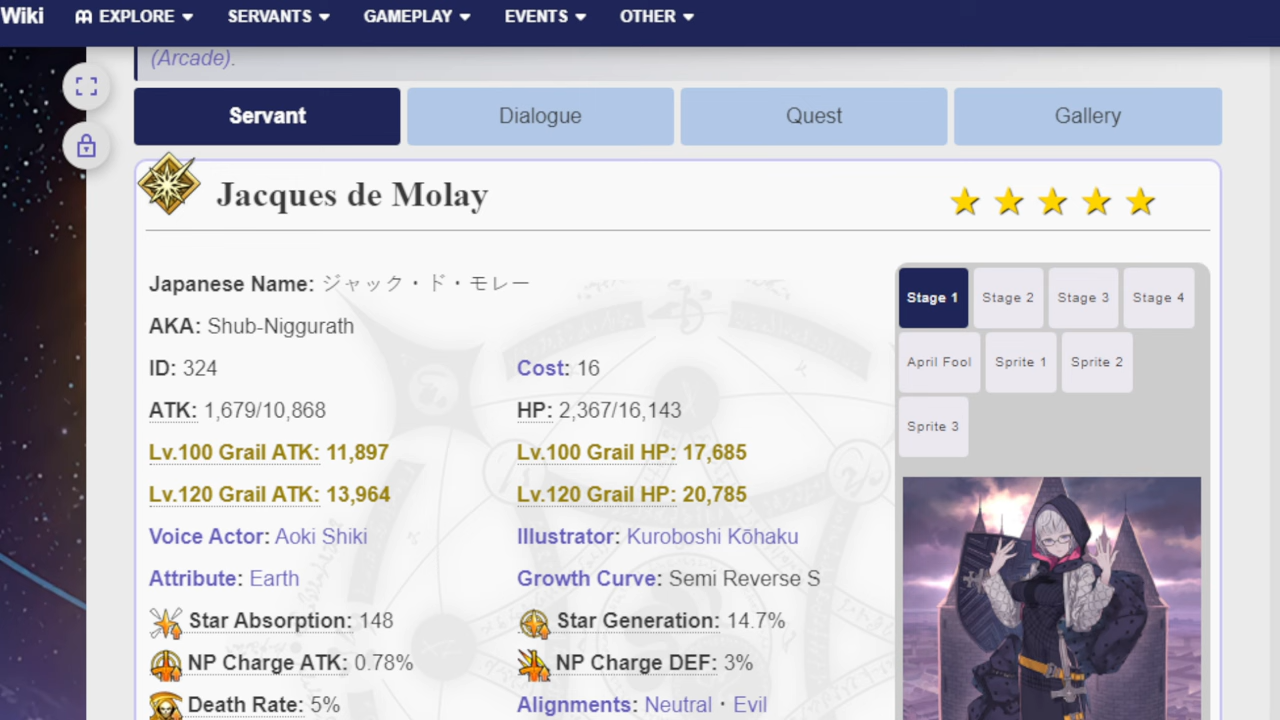 Wiki EXPLORE SERVANTS GAMEPLAY EVENTS OTHER
(Arcade).
Servant Dialogue Quest Gallery
Jacques de Molay
Japanese Name: ジャック・ド・モレー
AKA: Shub-Niggurath
ID: 324 Cost: 16
ATK: 1,679/10,868 HP: 2,367/16,143
Lv.100 Grail ATK: 11,897 Lv.100 Grail HP: 17,685
Lv.120 Grail ATK: 13,964 Lv.120 Grail HP: 20,785
Voice Actor: Aoki Shiki Illustrator: Kuroboshi Kōhaku
Attribute: Earth Growth Curve: Semi Reverse S
Star Absorption: 148 Star Generation: 14.7%
NP Charge ATK: 0.78% NP Charge DEF: 3%
Death Rate: 5% Alignments: Neutral・Evil
Stage 1 Stage 2 Stage 3 Stage 4
April Fool Sprite 1 Sprite 2
Sprite 3